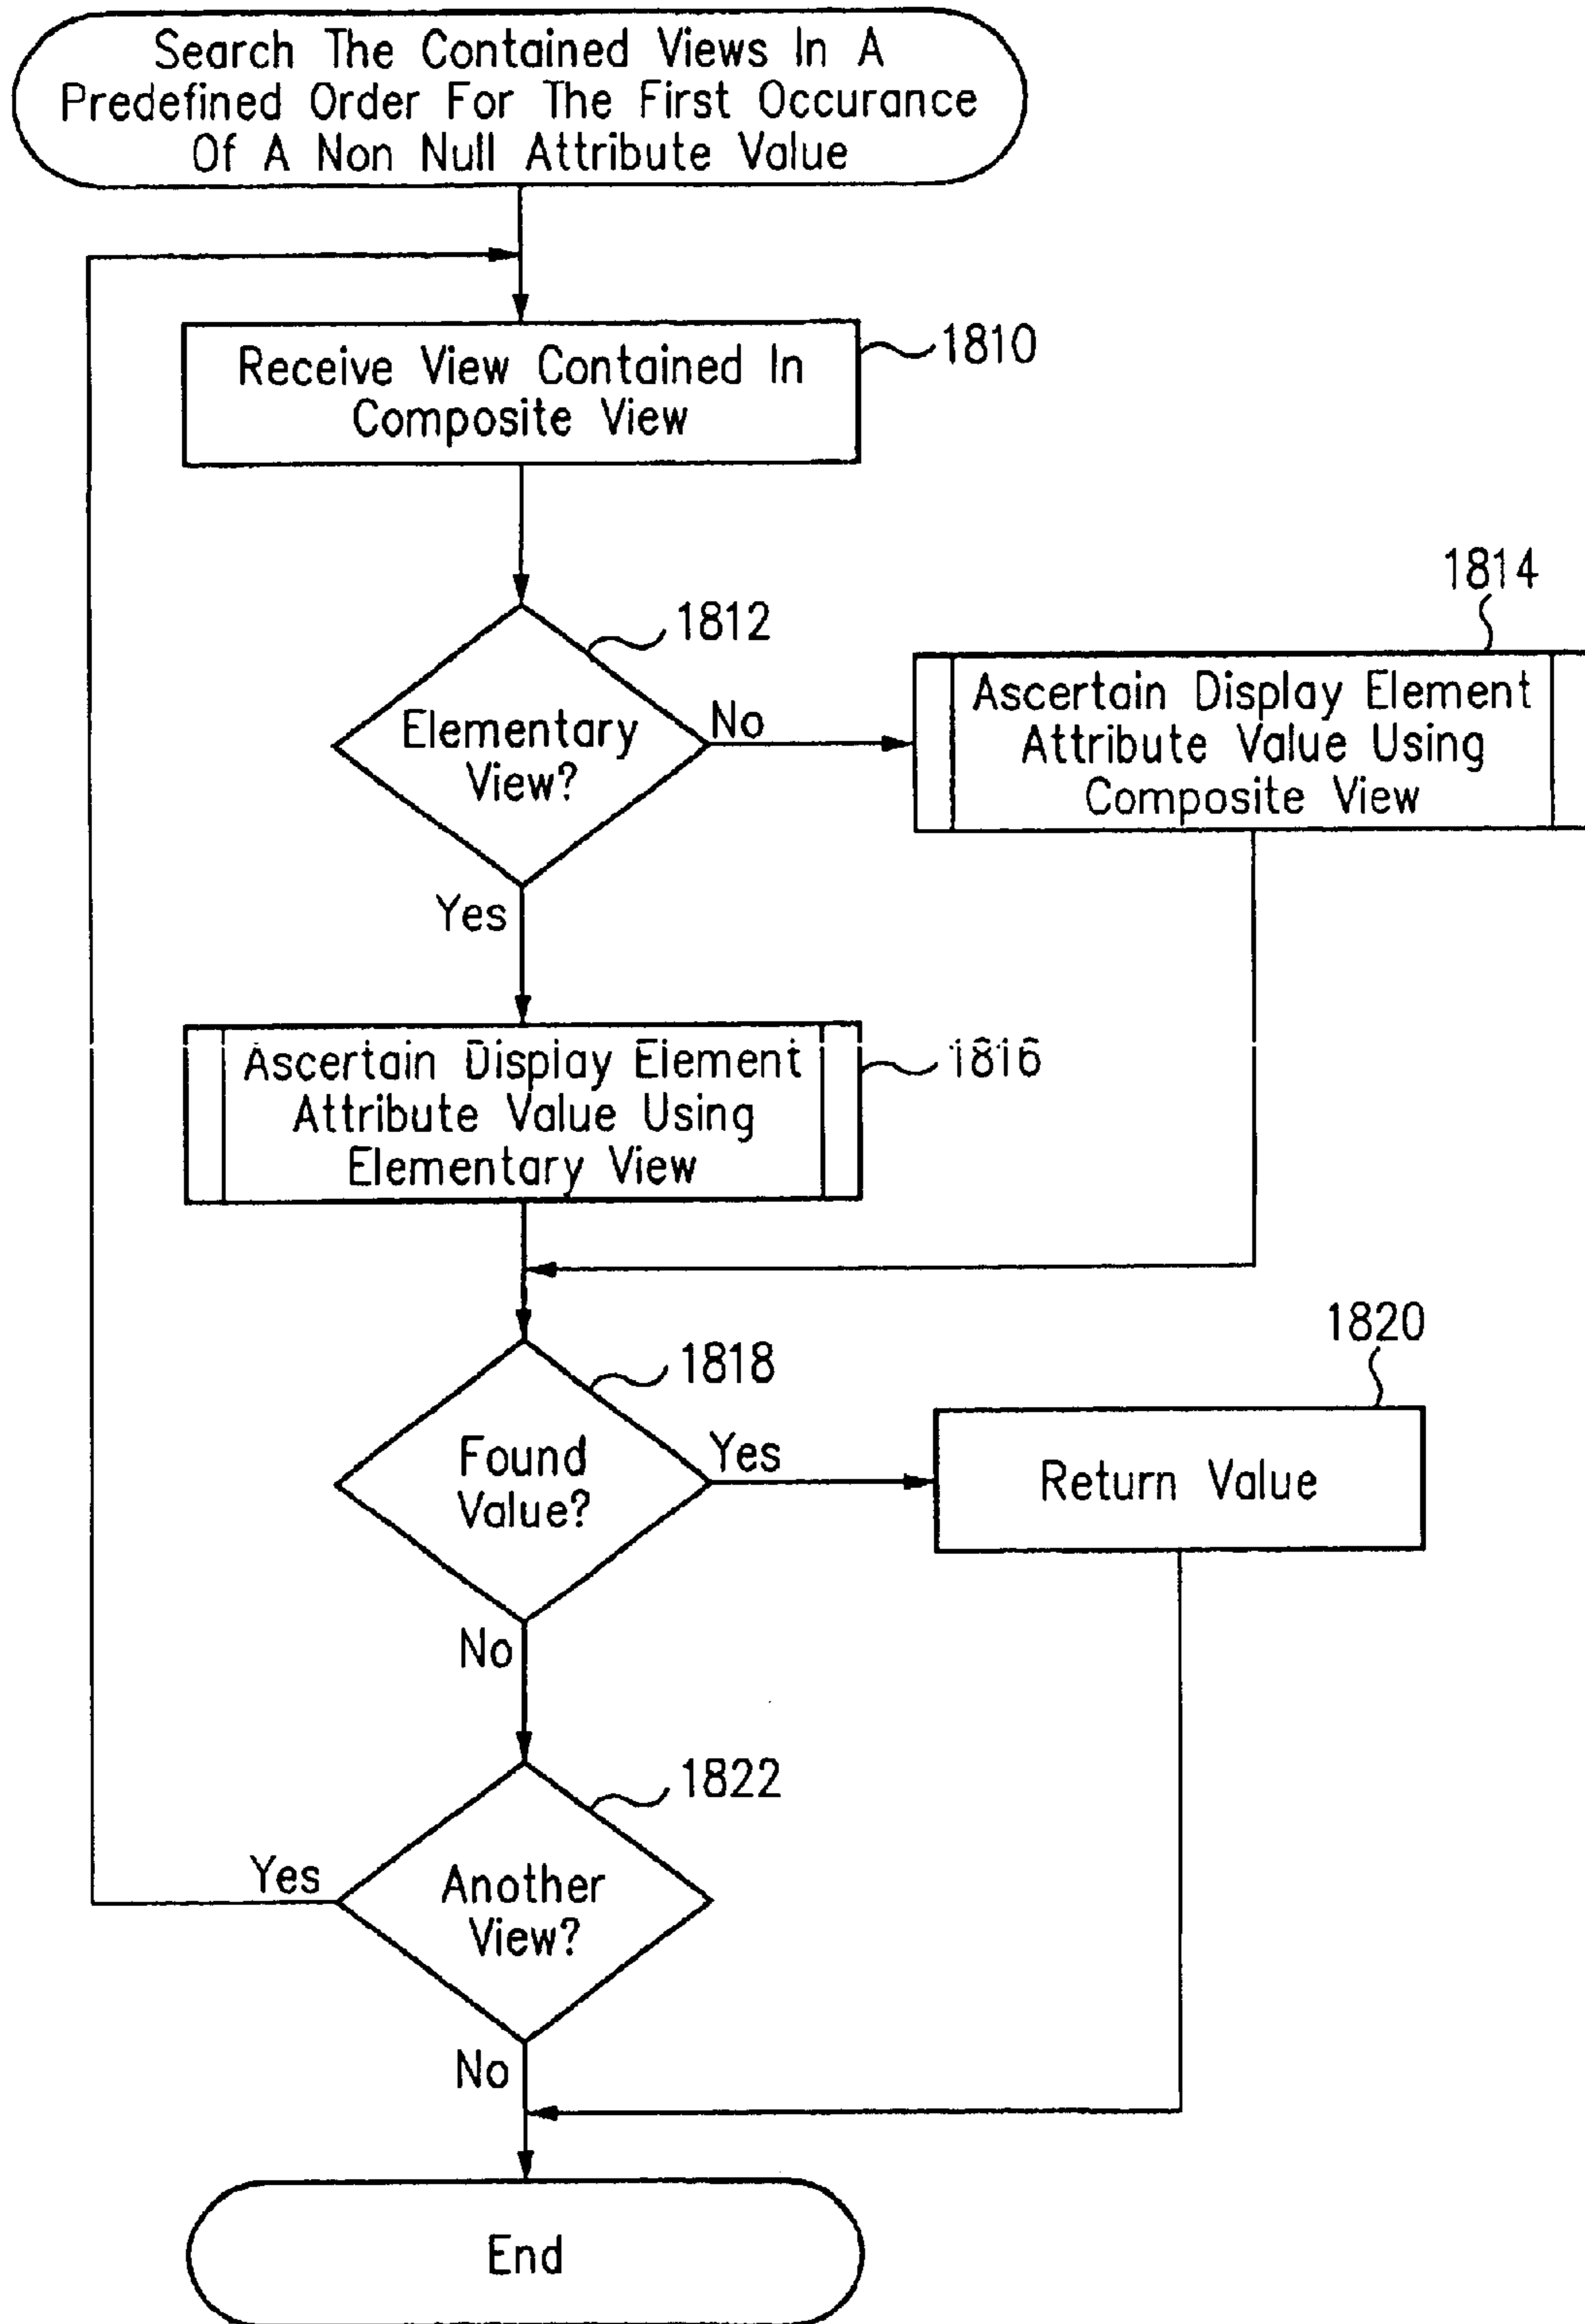 Search The Contained Views In A
Predefined Order For The First Occurance
Of A Non Null Attribute Value
Receive View Contained In
Composite View
1810
1812
Elementary
View?
No
Yes
1814
Ascertain Display Element
Attribute Value Using
Composite View
Ascertain Display Element
Attribute Value Using
Elementary View
1816
1818
Found
Value?
Yes
No
1820
Return Value
1822
Another
View?
Yes
No
End